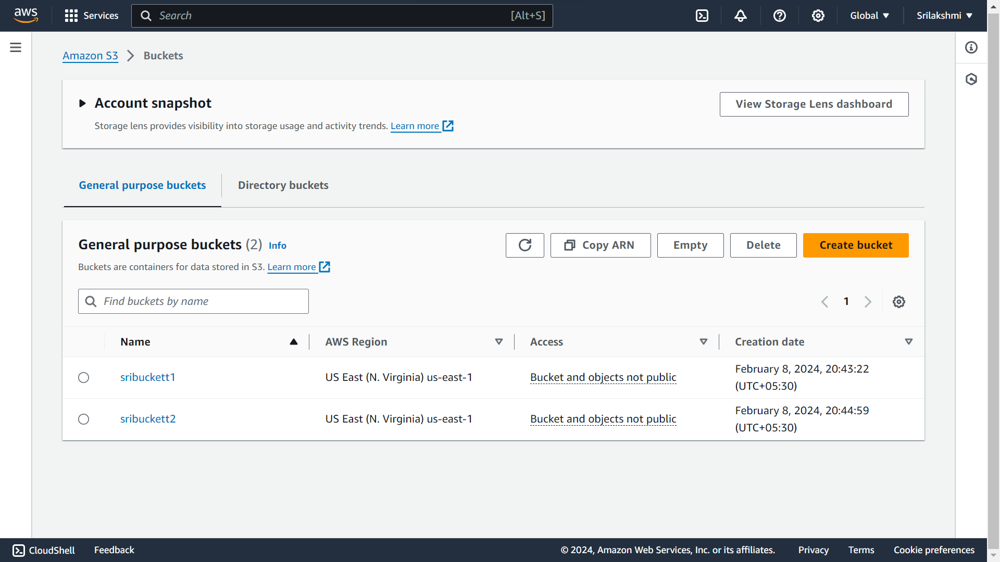 aws Services Search [Alt+S] Global Srilakshmi
Amazon S3 Buckets
Account snapshot
View Storage Lens dashboard
Storage lens provides visibility into storage usage and activity trends. Learn more
General purpose buckets Directory buckets
General purpose buckets (2) Info
Copy ARN Empty Delete Create bucket
Buckets are containers for data stored in S3. Learn more
Find buckets by name
1
Name AWS Region Access Creation date
sribuckett1 US East (N. Virginia) us-east-1 Bucket and objects not public February 8, 2024, 20:43:22
(UTC+05:30)
sribuckett2 US East (N. Virginia) us-east-1 Bucket and objects not public February 8, 2024, 20:44:59
(UTC+05:30)
CloudShell Feedback © 2024, Amazon Web Services, Inc. or its affiliates. Privacy Terms Cookie preferences